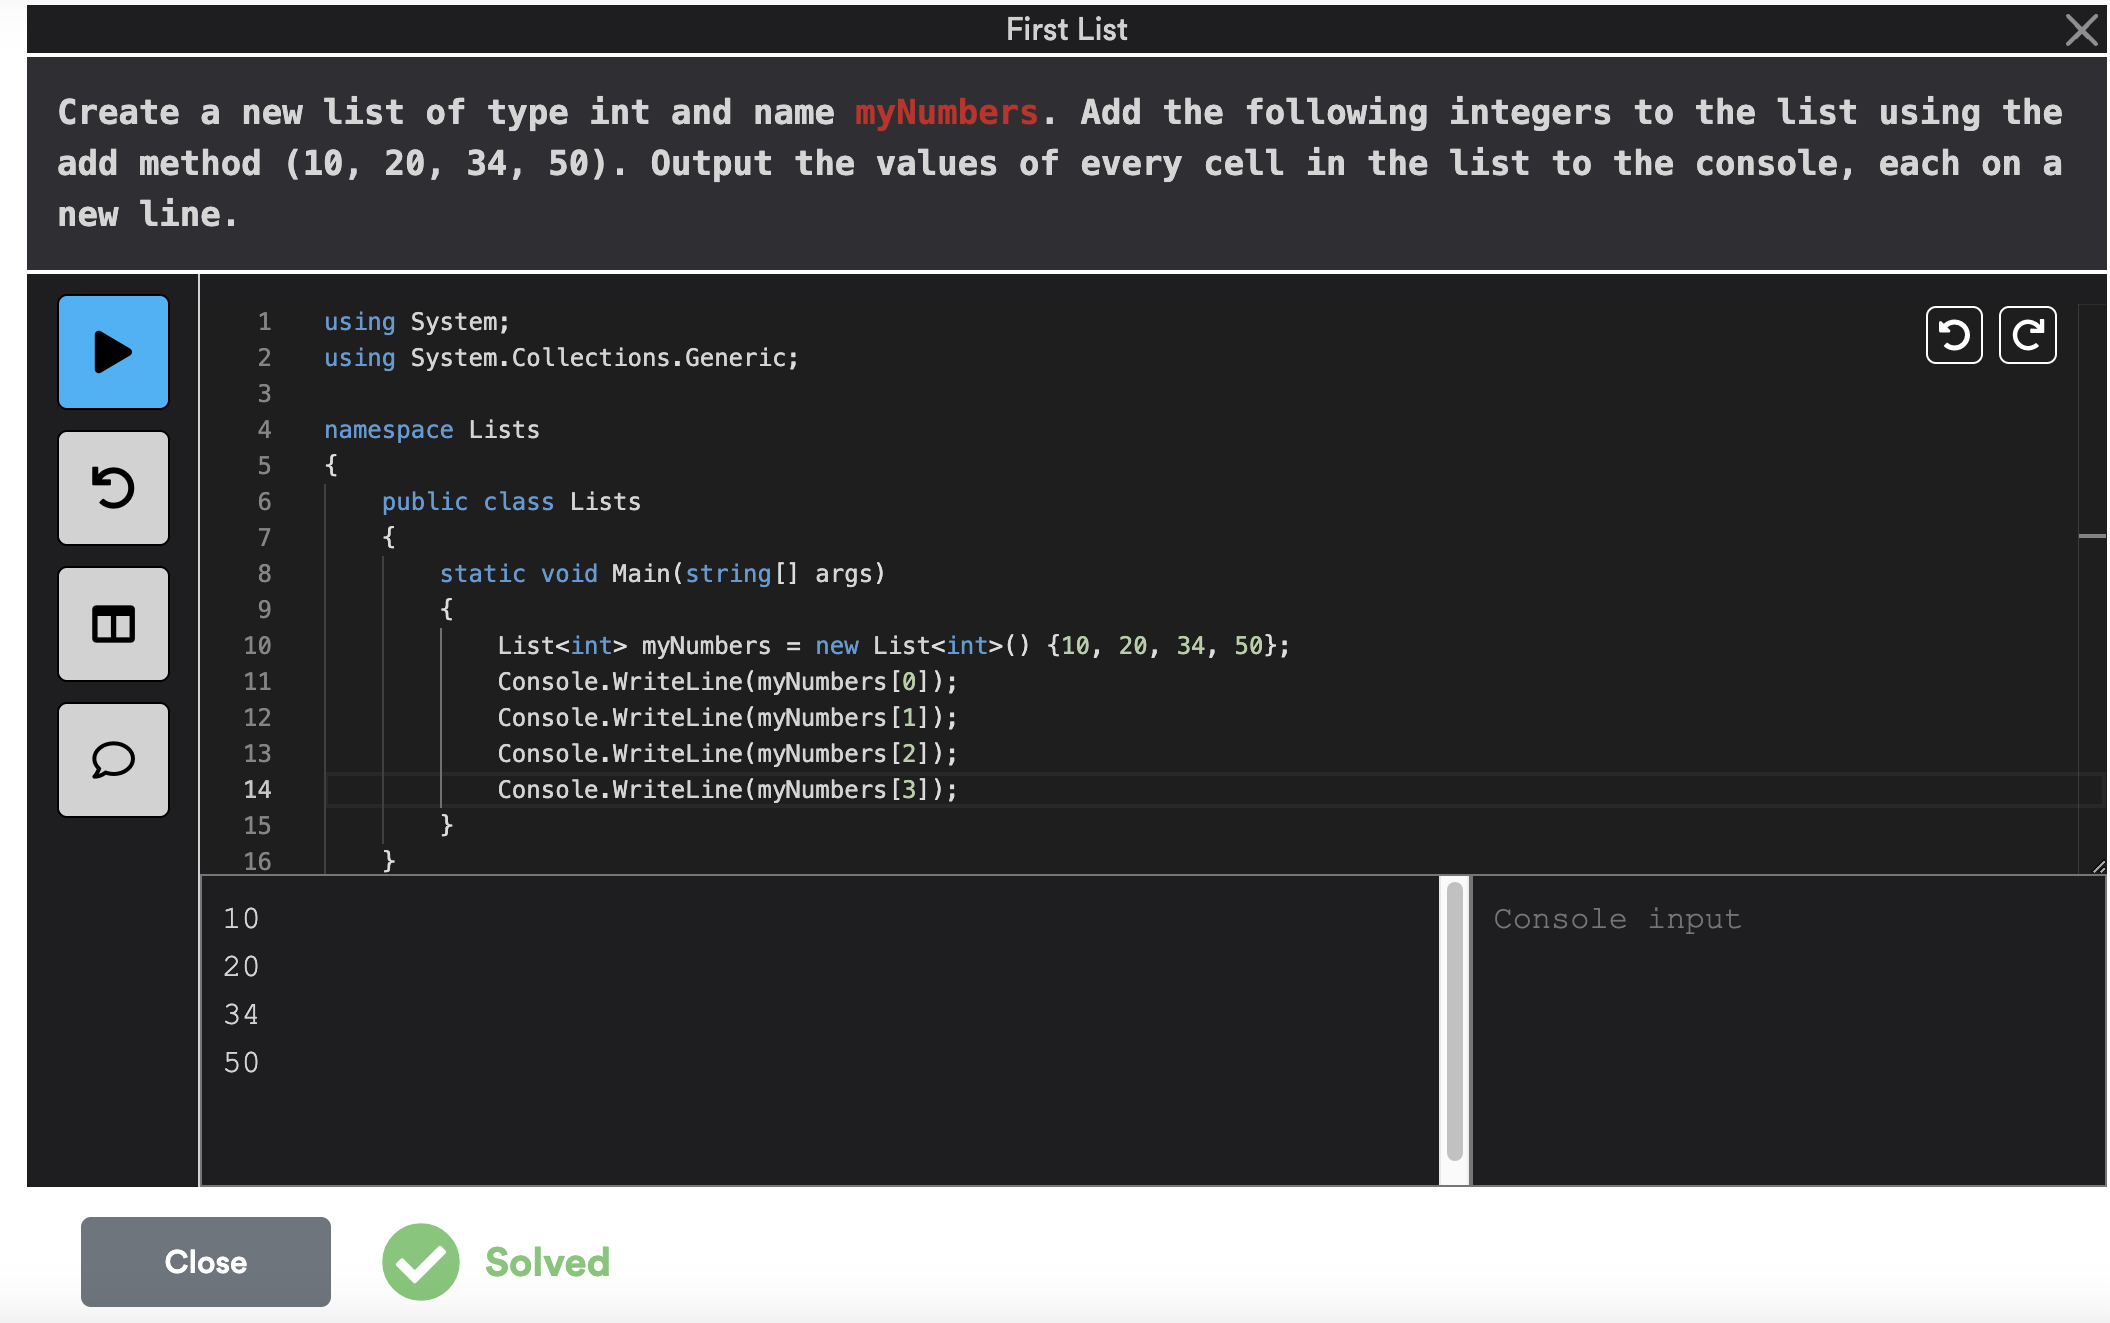 First List
Create a new list of type int and name myNumbers. Add the following integers to the list using the
add method (10, 20, 34, 50). Output the values of every cell in the list to the console, each on a
new line.
1 using System;
2 using System.Collections.Generic;
3
4 namespace Lists
5 {
6 public class Lists
7 {
8 static void Main(string[] args)
9 {
10 List<int> myNumbers = new List<int>() {10, 20, 34, 50};
11 Console.WriteLine(myNumbers[0]);
12 Console.WriteLine(myNumbers[1]);
13 Console.WriteLine(myNumbers[2]);
14 Console.WriteLine(myNumbers[3]);
15 }
16 }
10
20
34
50
Console input
Close
Solved